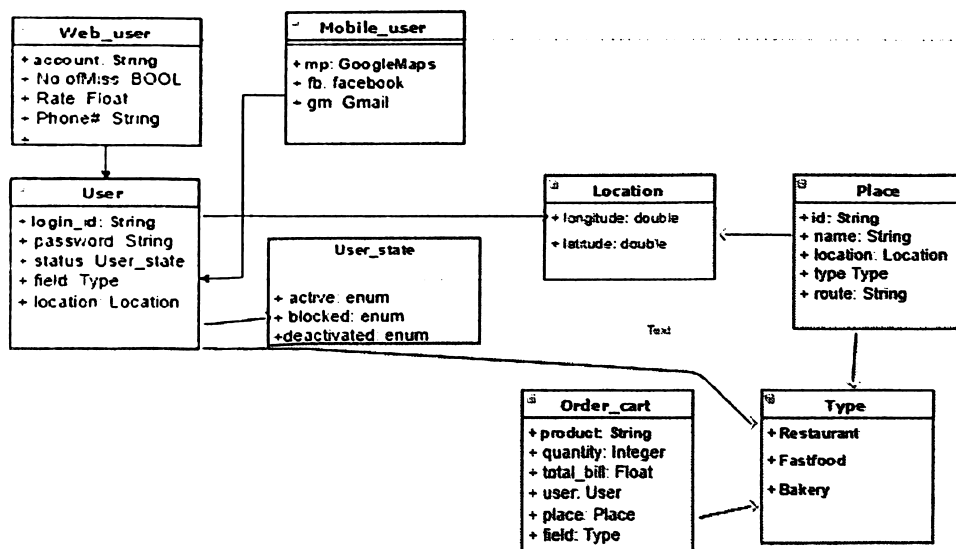 Web_user
+ account: String
+ No ofMiss BOOL
+ Rate Float
+ Phone# String
+
Mobile_user
+ mp: GoogleMaps
+ fb. facebook
+ gm Gmail
User
+ login_id: String
+ password String
+ status User_state
+ field Type
+ location: Location
User_state
+ active: enum
+ blocked: enum
+deactivated enum
Location
+ longitude: double
+ latitude: double
Place
+ id: String
+ name: String
+ location: Location
+ type Type
+ route: String
Text
Order_cart
+ product: String
+ quantity: Integer
+ total_bill: Float
+ user. User
+ place: Place
+ field: Type
Type
+ Restaurant
+ Fastfood
+ Bakery